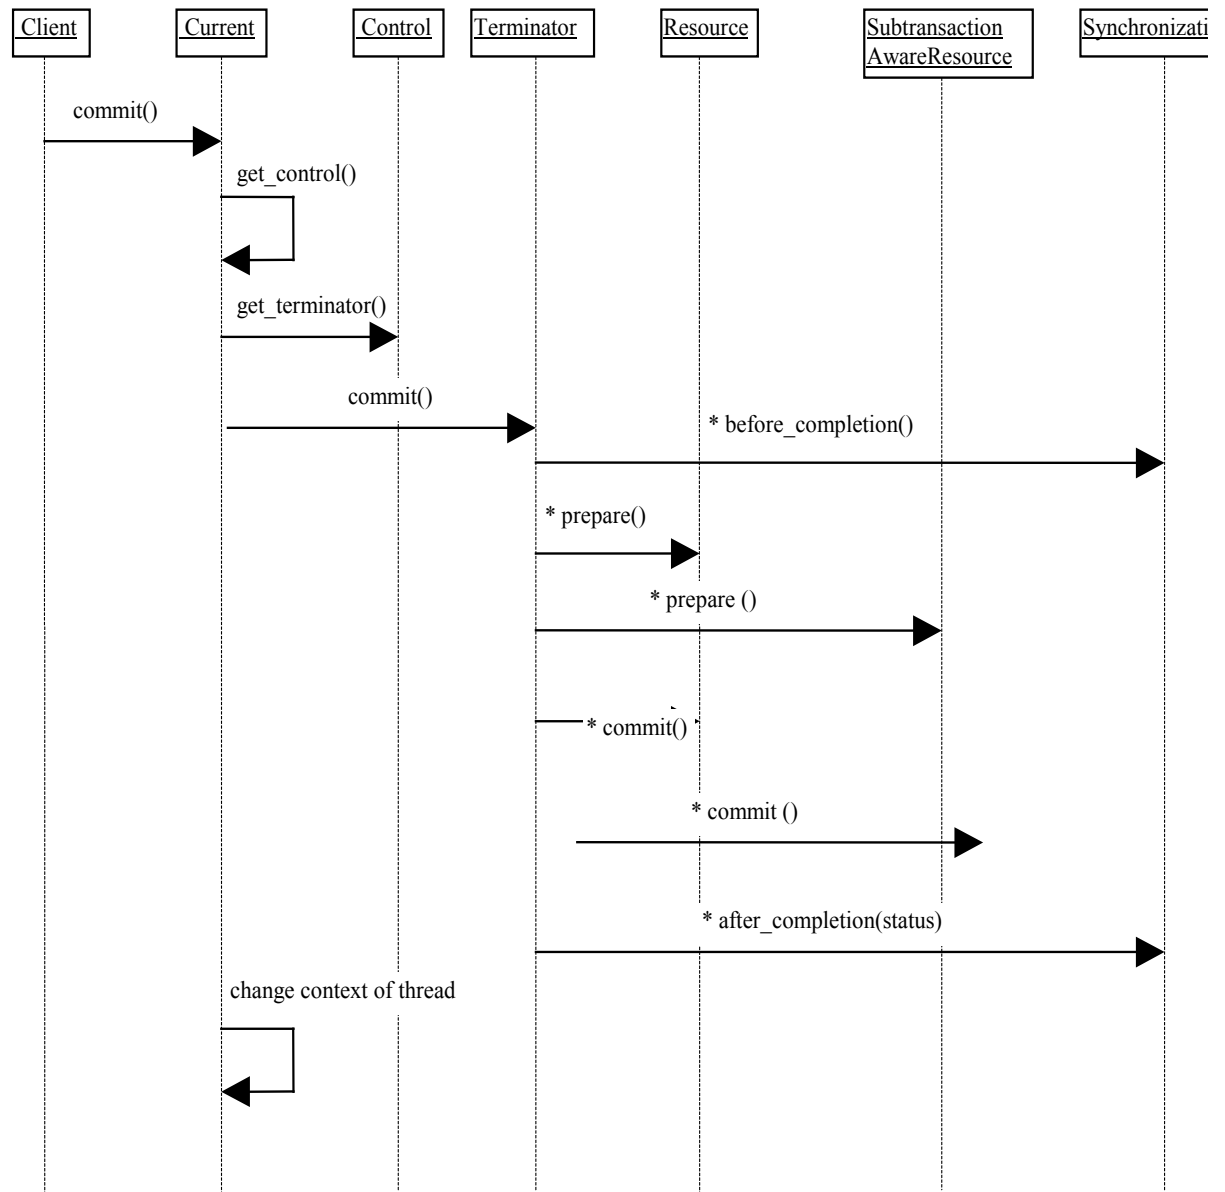 Client
Current
Control
Terminator
Resource
Subtransaction
AwareResource
Synchronizati
commit()
get_control()
get_terminator()
commit()
* before_completion()
* prepare()
* prepare ()
* commit()
* commit ()
* after_completion(status)
change context of thread